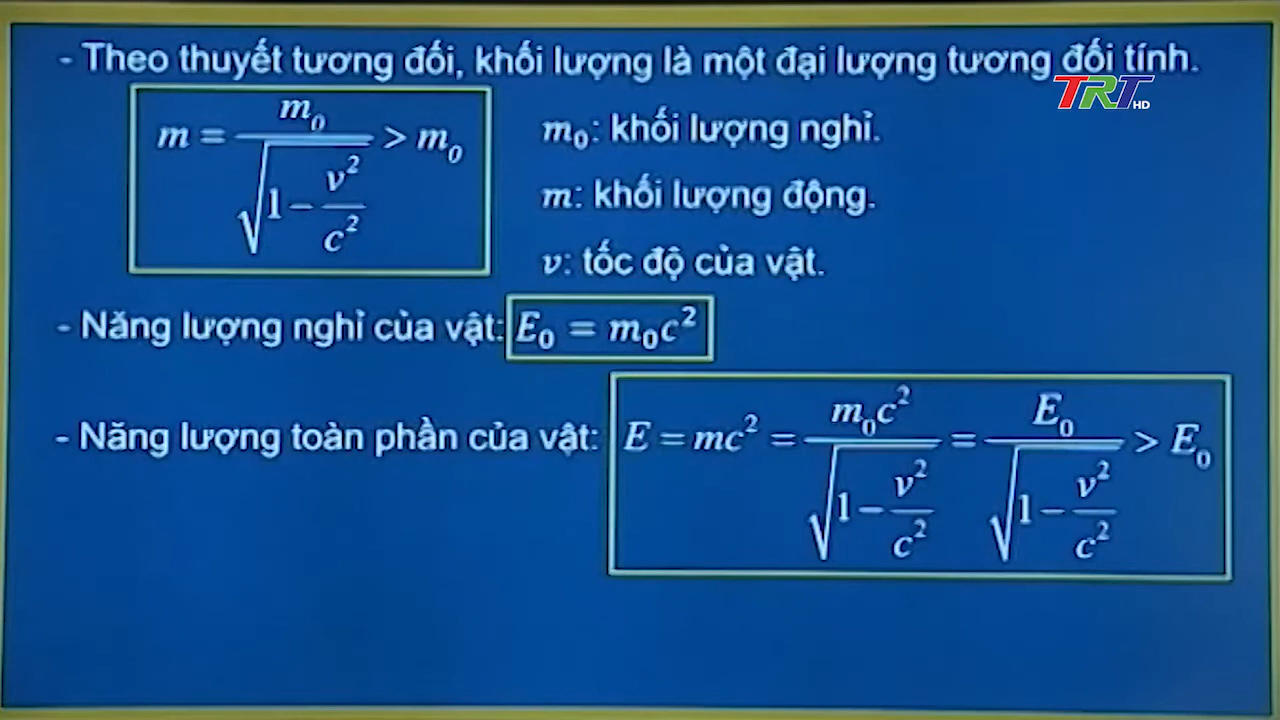 - Theo thuyết tương đối, khối lượng là một đại lượng tương đối tính.
TRT HD
m = m₀ / √(1 − v²/c²) > m₀
m₀: khối lượng nghỉ.
m: khối lượng động.
v: tốc độ của vật.
- Năng lượng nghỉ của vật: E₀ = m₀c²
- Năng lượng toàn phần của vật: E = mc² = m₀c² / √(1 − v²/c²) = E₀ / √(1 − v²/c²) > E₀